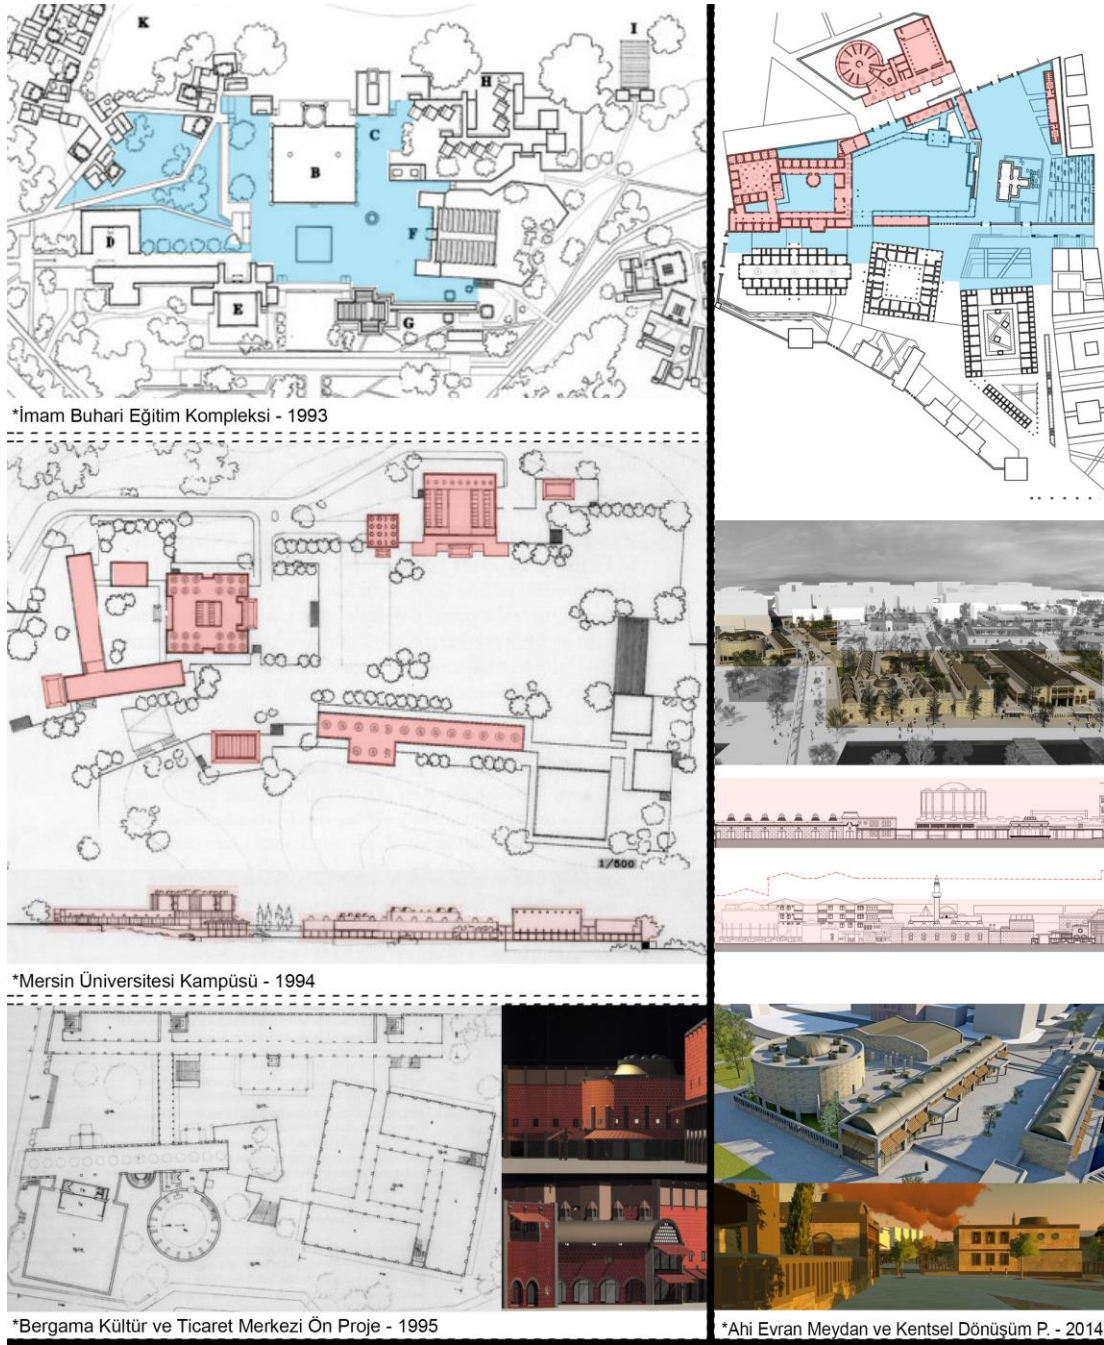 K
I
H
C
B
D
F
E
G
*İmam Buhari Eğitim Kompleksi - 1993
1/500
*Mersin Üniversitesi Kampüsü - 1994
*Bergama Kültür ve Ticaret Merkezi Ön Proje - 1995
*Ahi Evran Meydan ve Kentsel Dönüşüm P. - 2014